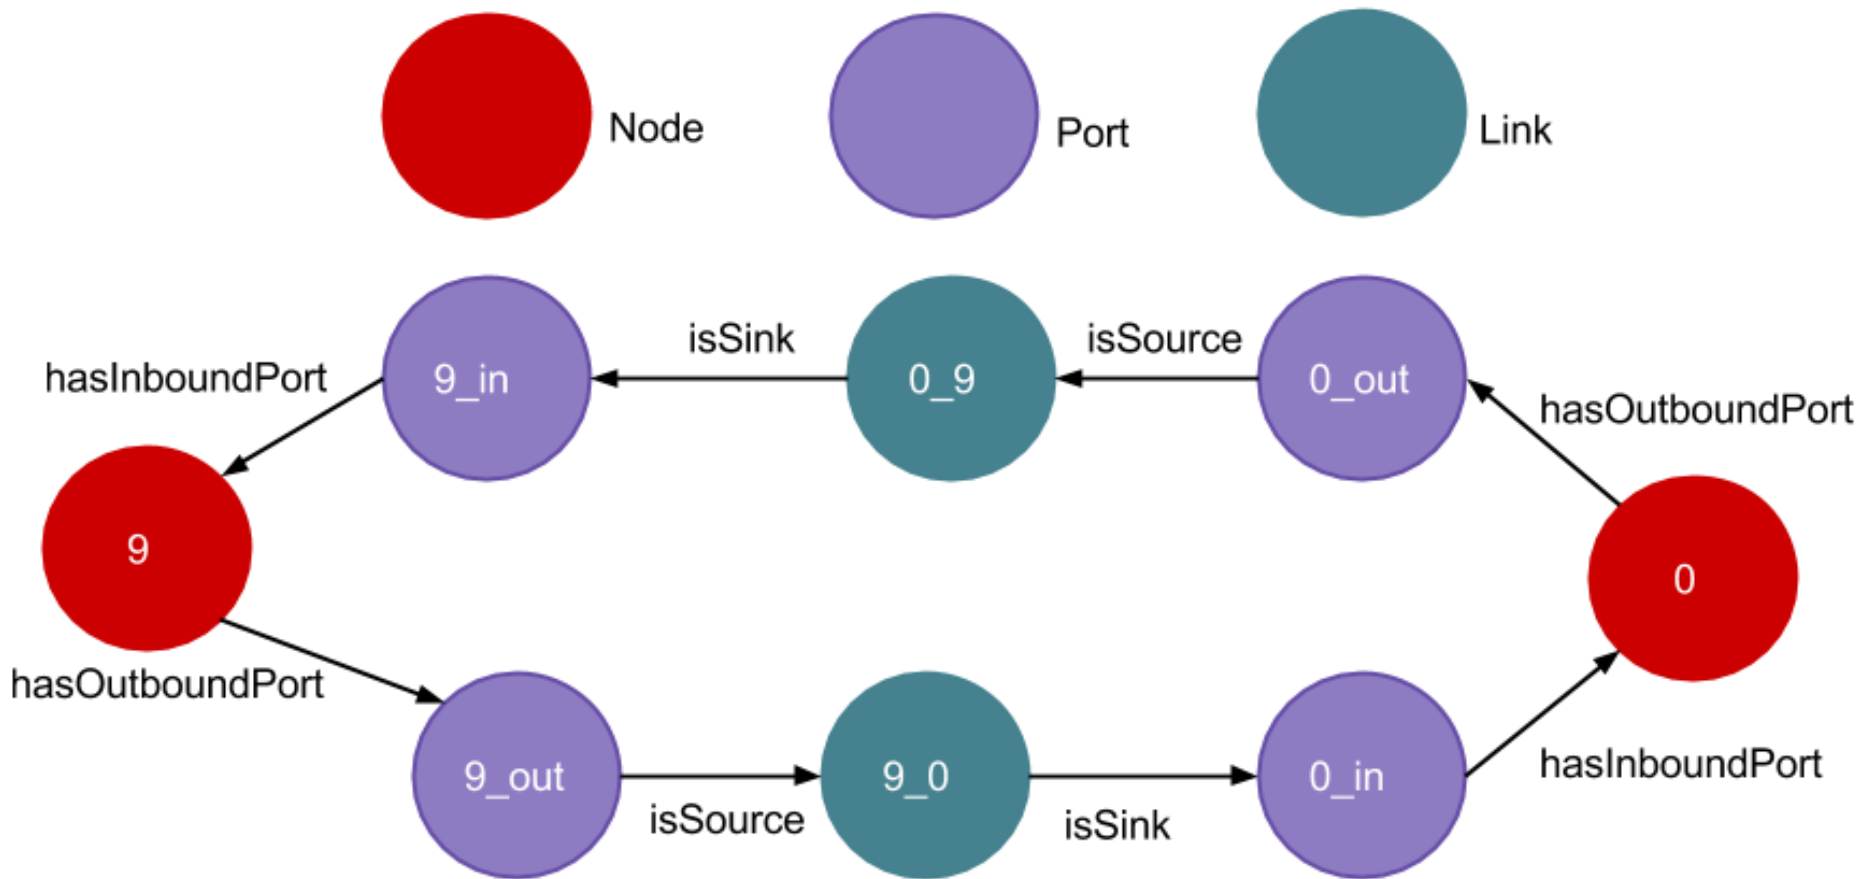 Node
Port
Link
isSink
isSource
hasInboundPort
9_in
0_9
0_out
hasOutboundPort
9
0
hasOutboundPort
9_out
9_0
0_in
hasInboundPort
isSource
isSink